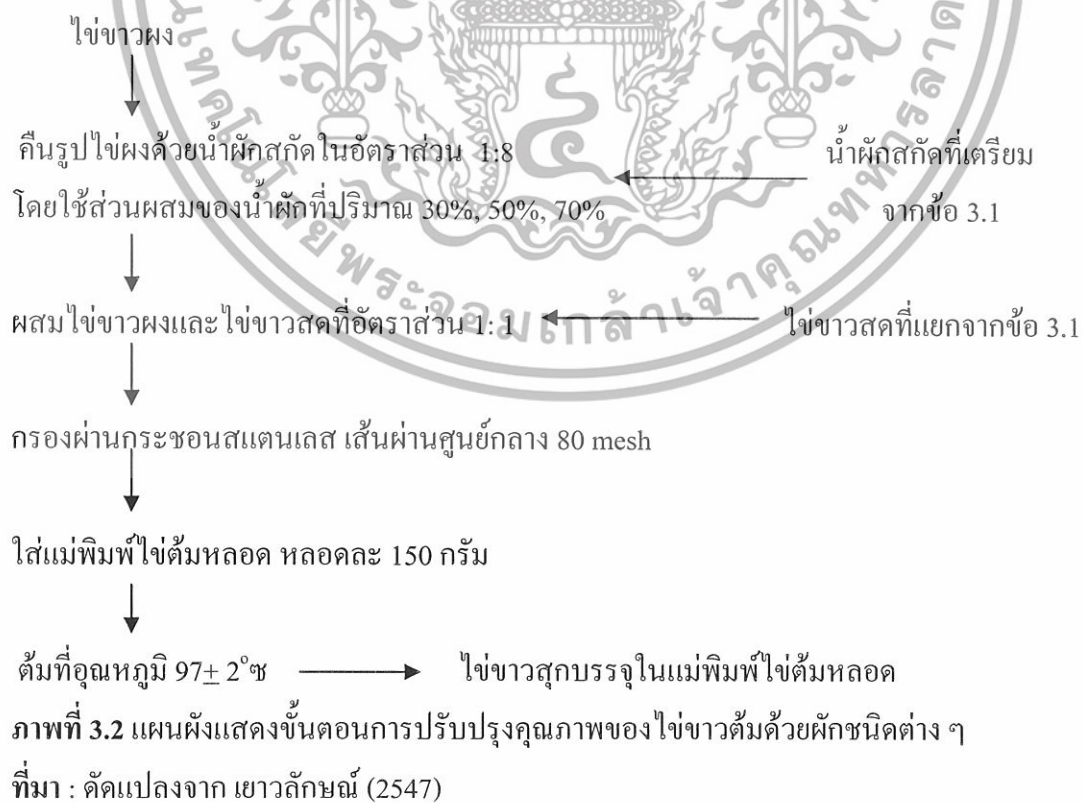 ไข่ขาวผง
คืนรูปไข่ผงด้วยน้ำผักสกัดในอัตราส่วน 1:8
น้ำผักสกัดที่เตรียม
โดยใช้ส่วนผสมของน้ำผักที่ปริมาณ 30%, 50%, 70%
จากข้อ 3.1
ผสมไข่ขาวผงและไข่ขาวสดที่อัตราส่วน 1: 1
ไข่ขาวสดที่แยกจากข้อ 3.1
กรองผ่านกระชอนสแตนเลส เส้นผ่านศูนย์กลาง 80 mesh
ใส่แม่พิมพ์ไข่ต้มหลอด หลอดละ 150 กรัม
ต้มที่อุณหภูมิ 97± 2°ซ
ไข่ขาวสุกบรรจุในแม่พิมพ์ไข่ต้มหลอด
ภาพที่ 3.2 แผนผังแสดงขั้นตอนการปรับปรุงคุณภาพของไข่ขาวต้มด้วยผักชนิดต่าง ๆ
ที่มา : ดัดแปลงจาก เยาวลักษณ์ (2547)